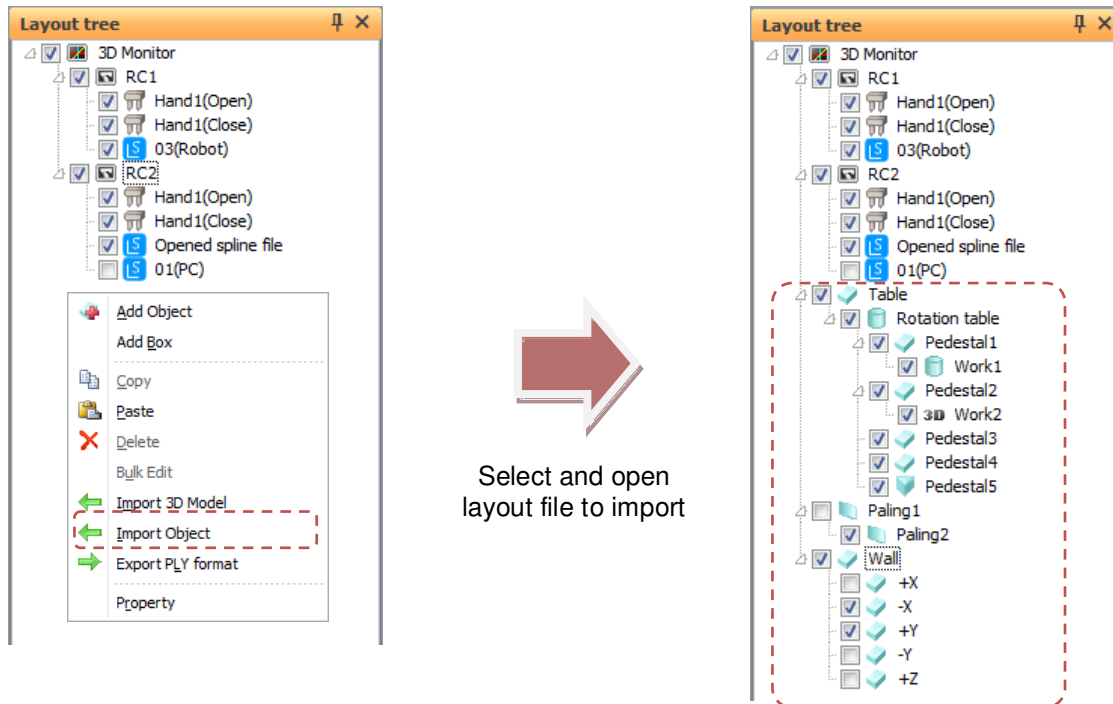 Layout tree
3D Monitor
RC1
Hand1(Open)
Hand1(Close)
03(Robot)
RC2
Hand1(Open)
Hand1(Close)
Opened spline file
01(PC)
Add Object
Add Box
Copy
Paste
Delete
Bulk Edit
Import 3D Model
Import Object
Export PLY format
Property
Select and open
layout file to import
Layout tree
3D Monitor
RC1
Hand1(Open)
Hand1(Close)
03(Robot)
RC2
Hand1(Open)
Hand1(Close)
Opened spline file
01(PC)
Table
Rotation table
Pedestal1
Work1
Pedestal2
3D Work2
Pedestal3
Pedestal4
Pedestal5
Paling1
Paling2
Wall
+X
-X
+Y
-Y
+Z